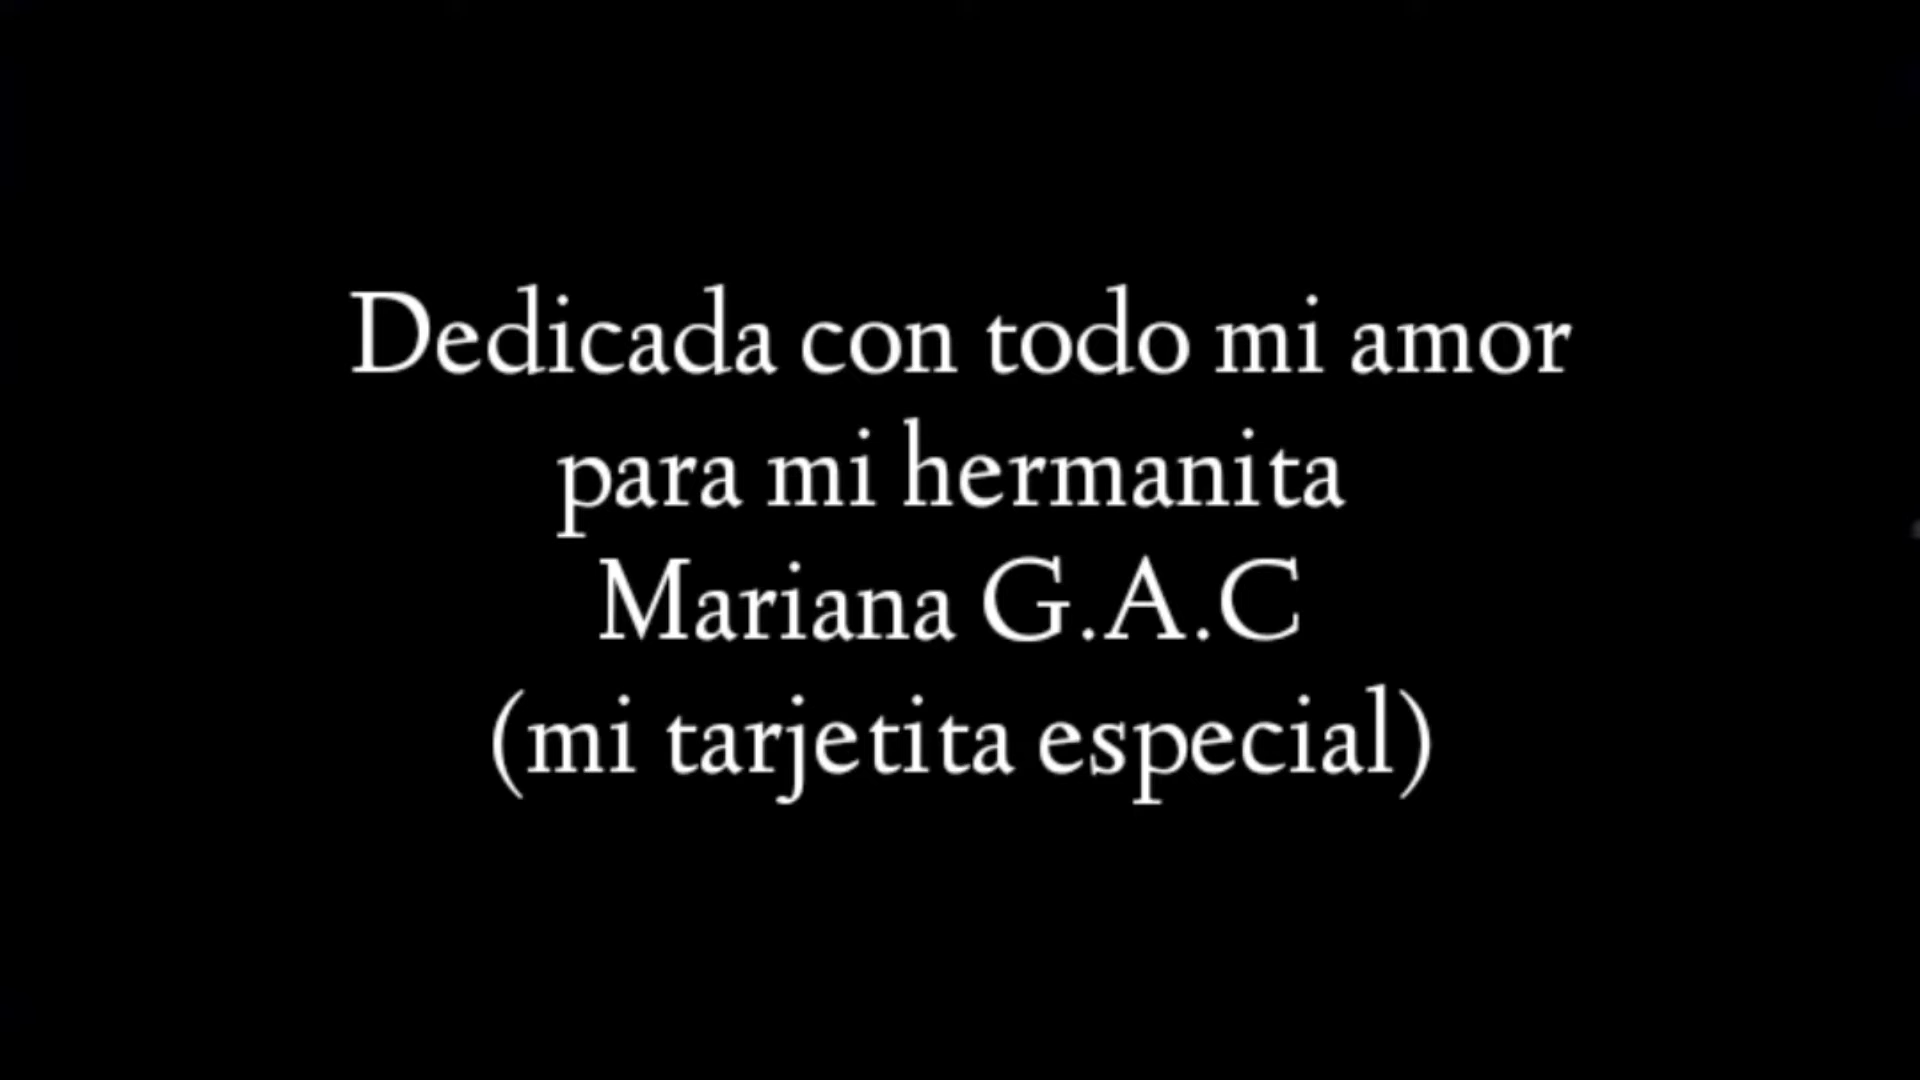 Dedicada con todo mi amor
para mi hermanita
Mariana G.A.C
(mi tarjetita especial)